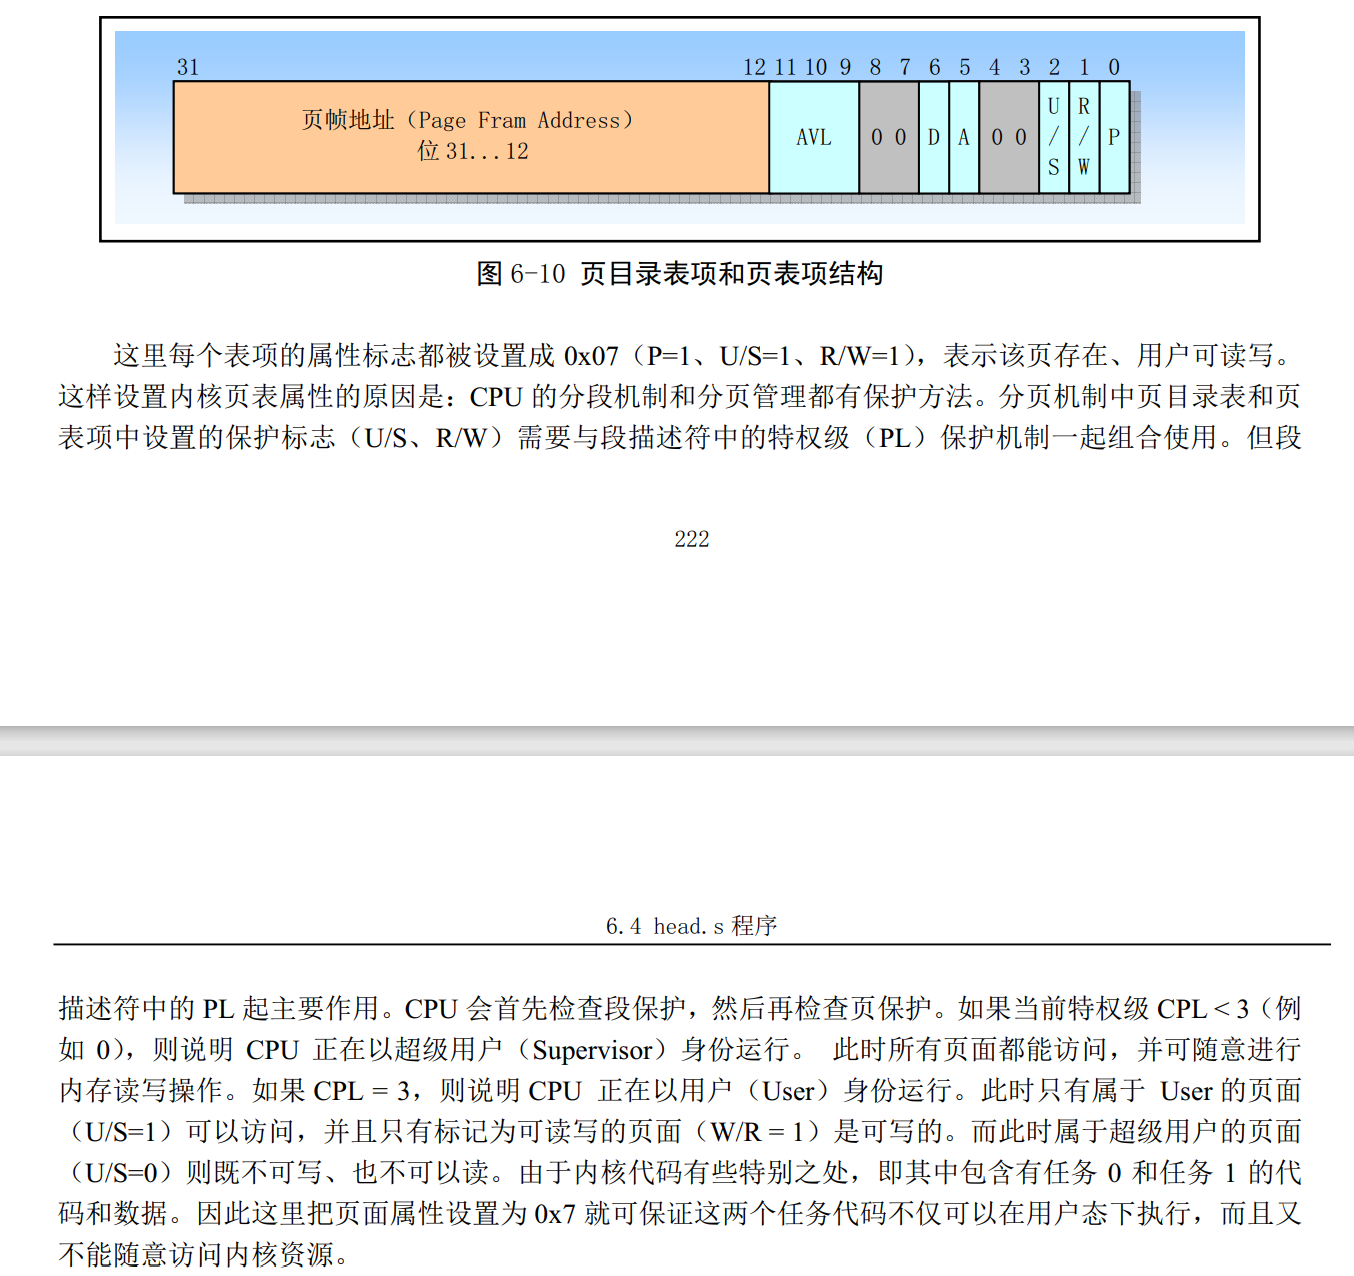 31 12 11 10 9 8 7 6 5 4 3 2 1 0
页帧地址（Page Fram Address）
位 31...12
AVL 0 0 D A 0 0 U/S R/W P
图 6-10 页目录表项和页表项结构
这里每个表项的属性标志都被设置成 0x07（P=1、U/S=1、R/W=1），表示该页存在、用户可读写。
这样设置内核页表属性的原因是：CPU 的分段机制和分页管理都有保护方法。分页机制中页目录表和页
表项中设置的保护标志（U/S、R/W）需要与段描述符中的特权级（PL）保护机制一起组合使用。但段
222
6.4 head.s 程序
描述符中的 PL 起主要作用。CPU 会首先检查段保护，然后再检查页保护。如果当前特权级 CPL < 3（例
如 0），则说明 CPU 正在以超级用户（Supervisor）身份运行。 此时所有页面都能访问，并可随意进行
内存读写操作。如果 CPL = 3，则说明 CPU 正在以用户（User）身份运行。此时只有属于 User 的页面
（U/S=1）可以访问，并且只有标记为可读写的页面（W/R = 1）是可写的。而此时属于超级用户的页面
（U/S=0）则既不可写、也不可以读。由于内核代码有些特别之处，即其中包含有任务 0 和任务 1 的代
码和数据。因此这里把页面属性设置为 0x7 就可保证这两个任务代码不仅可以在用户态下执行，而且又
不能随意访问内核资源。